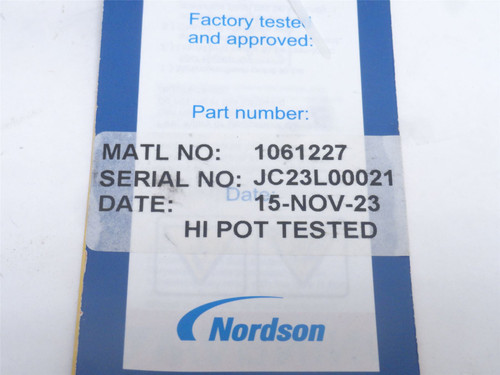 Factory tested
and approved:
Part number:
MATL NO: 1061227
SERIAL NO: JC23L00021
Date:
DATE: 15-NOV-23
HI POT TESTED
Nordson